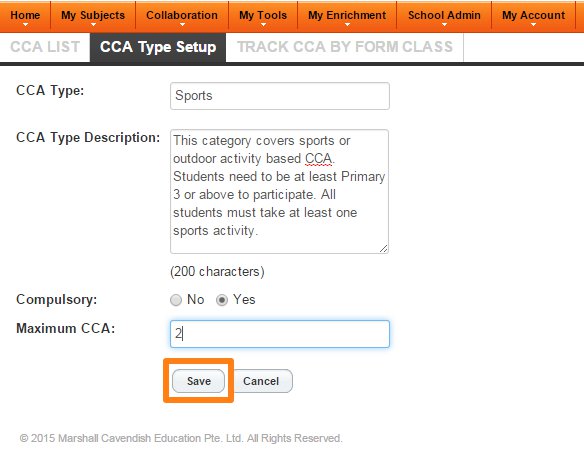 Home My Subjects Collaboration My Tools My Enrichment School Admin My Account
CCA LIST CCA Type Setup TRACK CCA BY FORM CLASS
CCA Type: Sports
CCA Type Description: This category covers sports or
outdoor activity based CCA.
Students need to be at least Primary
3 or above to participate. All
students must take at least one
sports activity.
(200 characters)
Compulsory: No Yes
Maximum CCA: 2
Save Cancel
© 2015 Marshall Cavendish Education Pte. Ltd. All Rights Reserved.